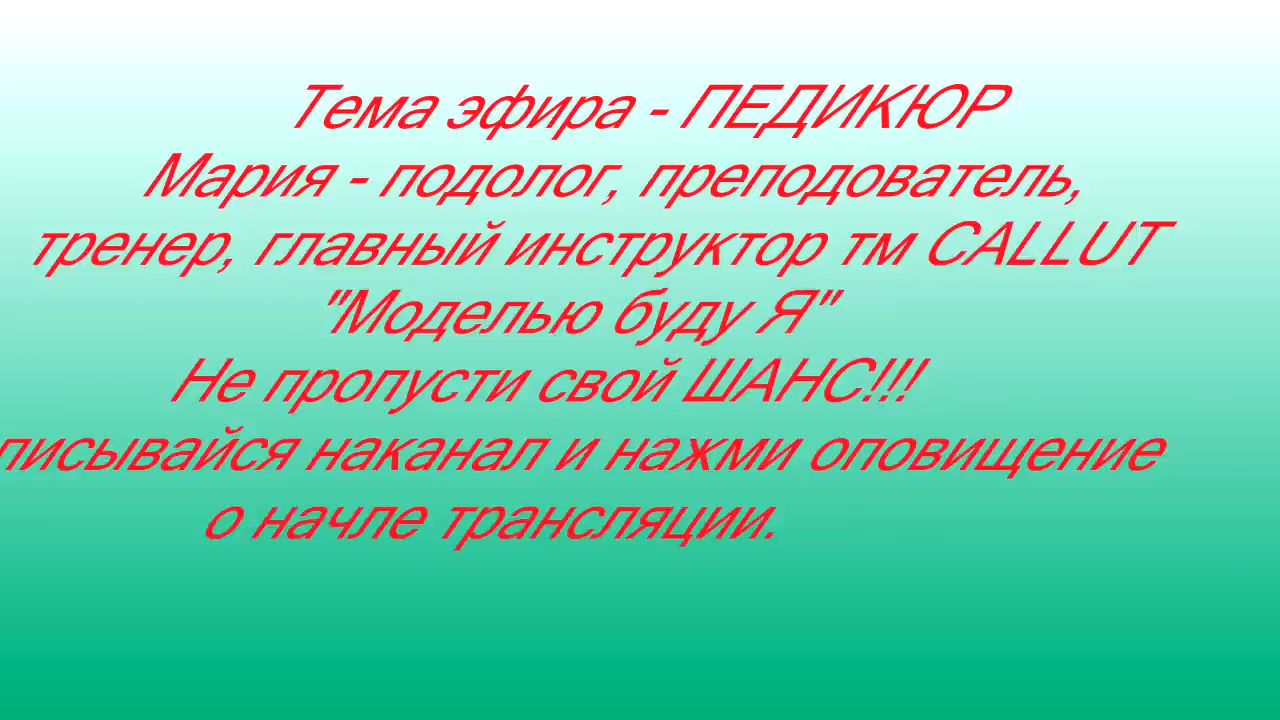 Тема эфира - ПЕДИКЮР
Мария - подолог, преподователь,
тренер, главный инструктор тм CALLUT
"Моделью буду Я"
Не пропусти свой ШАНС!!!
писывайся наканал и нажми оповищение
о начле трансляции.